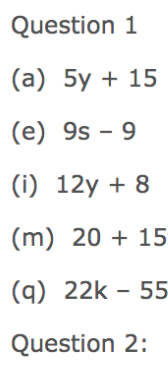 Question 1
(a) 5y + 15
(e) 9s – 9
(i) 12y + 8
(m) 20 + 15
(q) 22k – 55
Question 2: